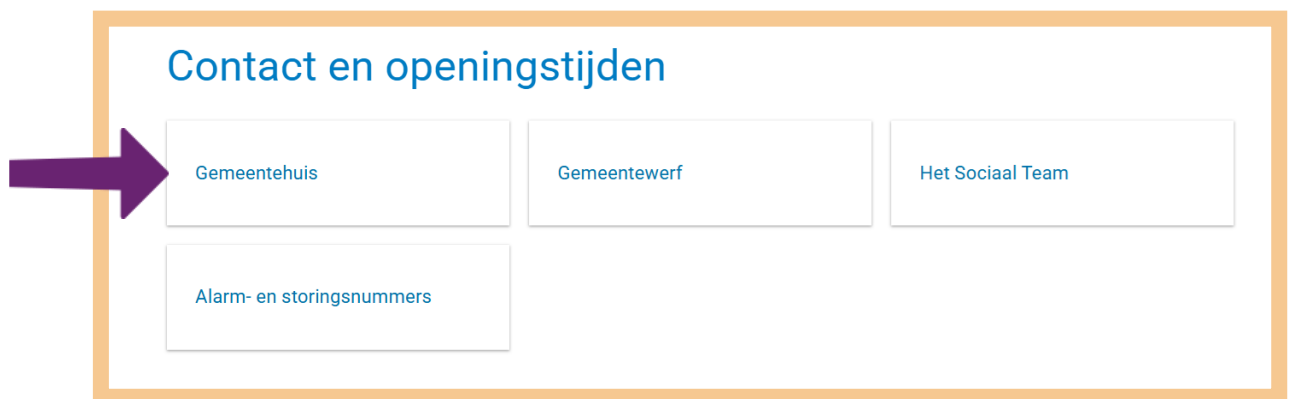 Contact en openingstijden
Gemeentehuis
Gemeentewerf
Het Sociaal Team
Alarm- en storingsnummers